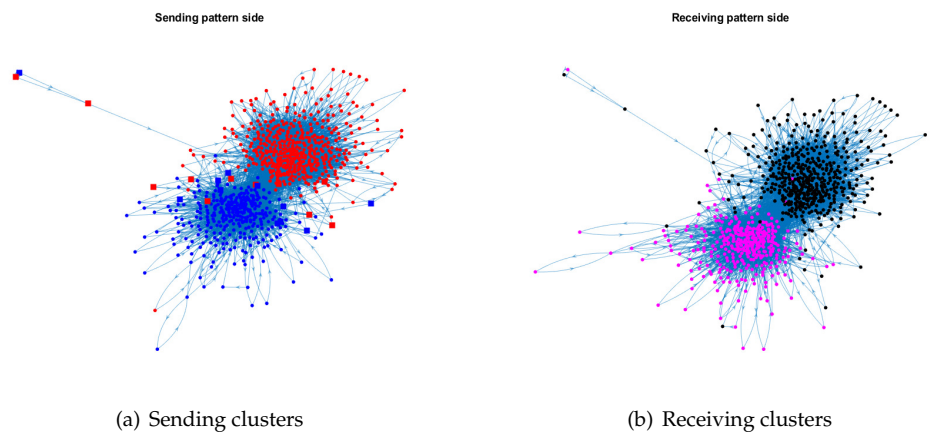 Sending pattern side
Receiving pattern side
(a) Sending clusters
(b) Receiving clusters